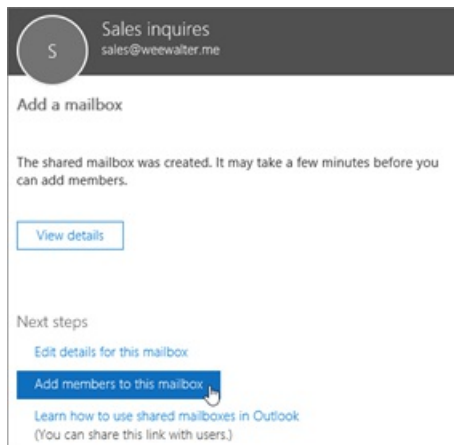 S
Sales inquires
sales@weewalter.me
Add a mailbox
The shared mailbox was created. It may take a few minutes before you
can add members.
View details
Next steps
Edit details for this mailbox
Add members to this mailbox
Learn how to use shared mailboxes in Outlook
(You can share this link with users.)